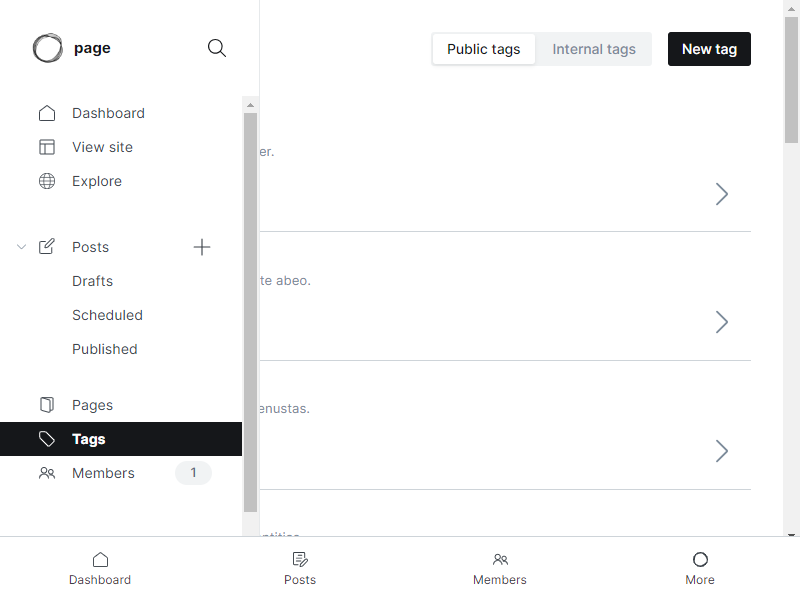 page
Public tags
Internal tags
New tag
Dashboard
View site
Explore
er.
Posts
te abeo.
Drafts
Scheduled
Published
Pages
enustas.
Tags
Members 1
Dashboard
Posts
Members
More